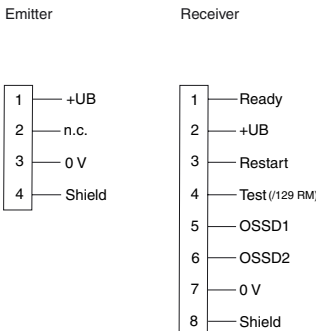 Emitter
1 +UB
2 n.c.
3 0 V
4 Shield
Receiver
1 Ready
2 +UB
3 Restart
4 Test (/129 RM)
5 OSSD1
6 OSSD2
7 0 V
8 Shield